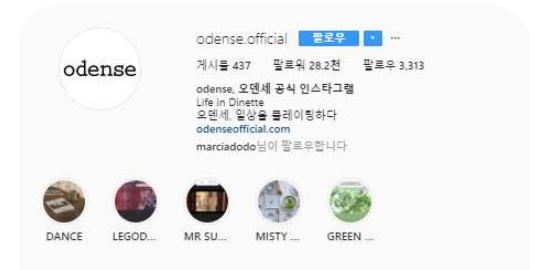 odense
odense.official 팔로우 ...
게시물 437 팔로워 28.2천 팔로우 3,313
odense, 오덴세 공식 인스타그램
Life in Dinette
오덴세, 일상을 플레이팅하다
odenseofficial.com
marciadodo님이 팔로우합니다
DANCE LEGOD... MR SU... MISTY ... GREEN ...